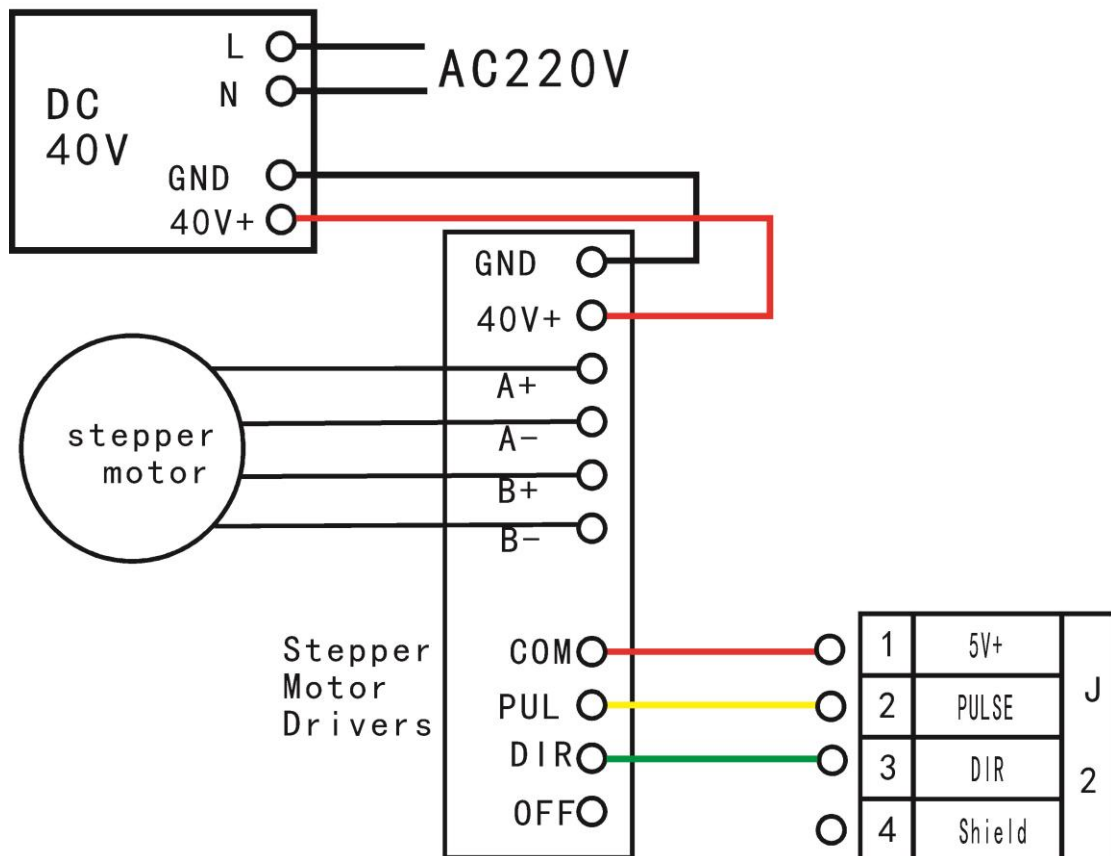 L
N
AC220V
DC
40V
GND
40V+
GND
40V+
A+
A-
B+
B-
stepper
motor
Stepper
Motor
Drivers
COM
PUL
DIR
OFF
1 5V+
2 PULSE
3 DIR
4 Shield
J
2